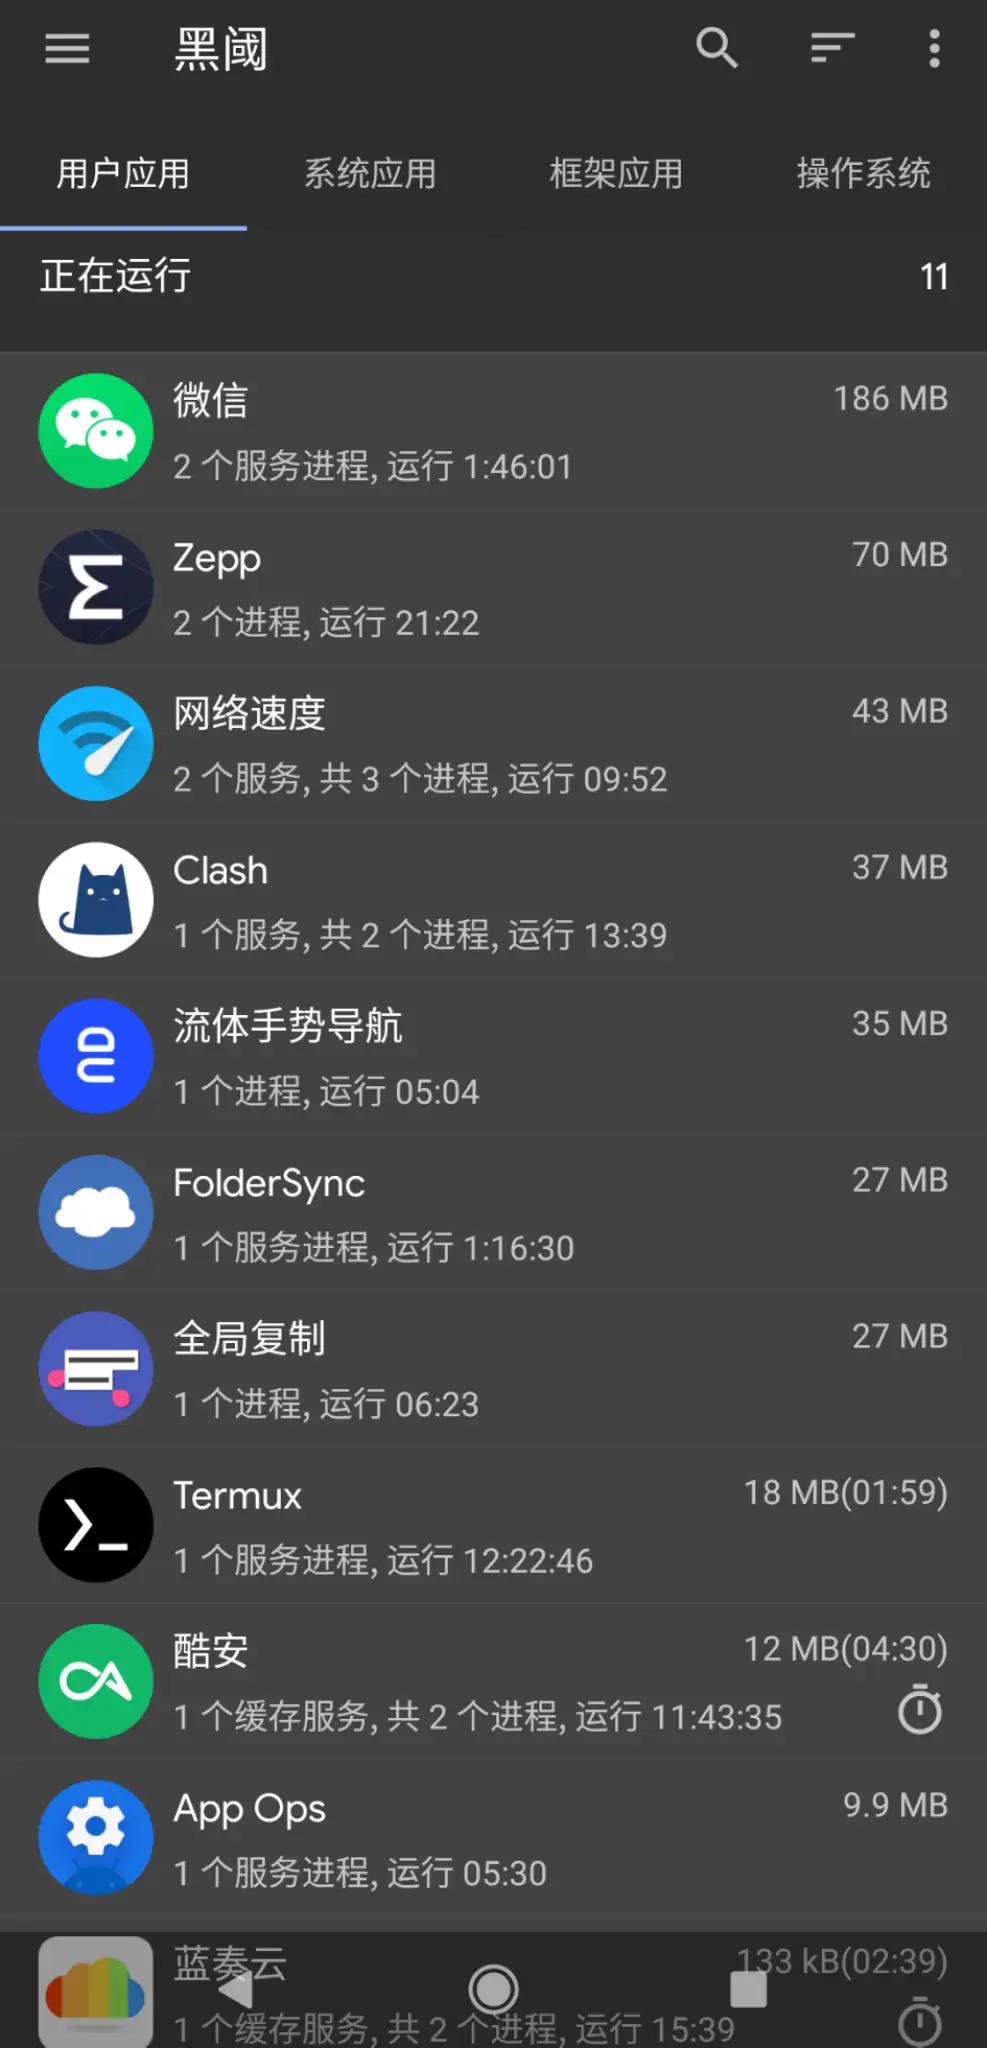 黑阈
用户应用 系统应用 框架应用 操作系统
正在运行 11
微信 186 MB
2 个服务进程, 运行 1:46:01
Zepp 70 MB
2 个进程, 运行 21:22
网络速度 43 MB
2 个服务, 共 3 个进程, 运行 09:52
Clash 37 MB
1 个服务, 共 2 个进程, 运行 13:39
流体手势导航 35 MB
1 个进程, 运行 05:04
FolderSync 27 MB
1 个服务进程, 运行 1:16:30
全局复制 27 MB
1 个进程, 运行 06:23
Termux 18 MB(01:59)
1 个服务进程, 运行 12:22:46
酷安 12 MB(04:30)
1 个缓存服务, 共 2 个进程, 运行 11:43:35
App Ops 9.9 MB
1 个服务进程, 运行 05:30
蓝奏云 133 kB(02:39)
1 个缓存服务, 共 2 个进程, 运行 15:39